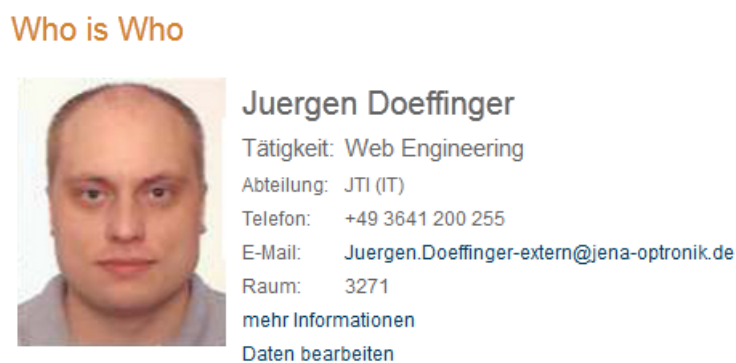 Who is Who
Juergen Doeffinger
Tätigkeit: Web Engineering
Abteilung: JTI (IT)
Telefon: +49 3641 200 255
E-Mail: Juergen.Doeffinger-extern@jena-optronik.de
Raum: 3271
mehr Informationen
Daten bearbeiten